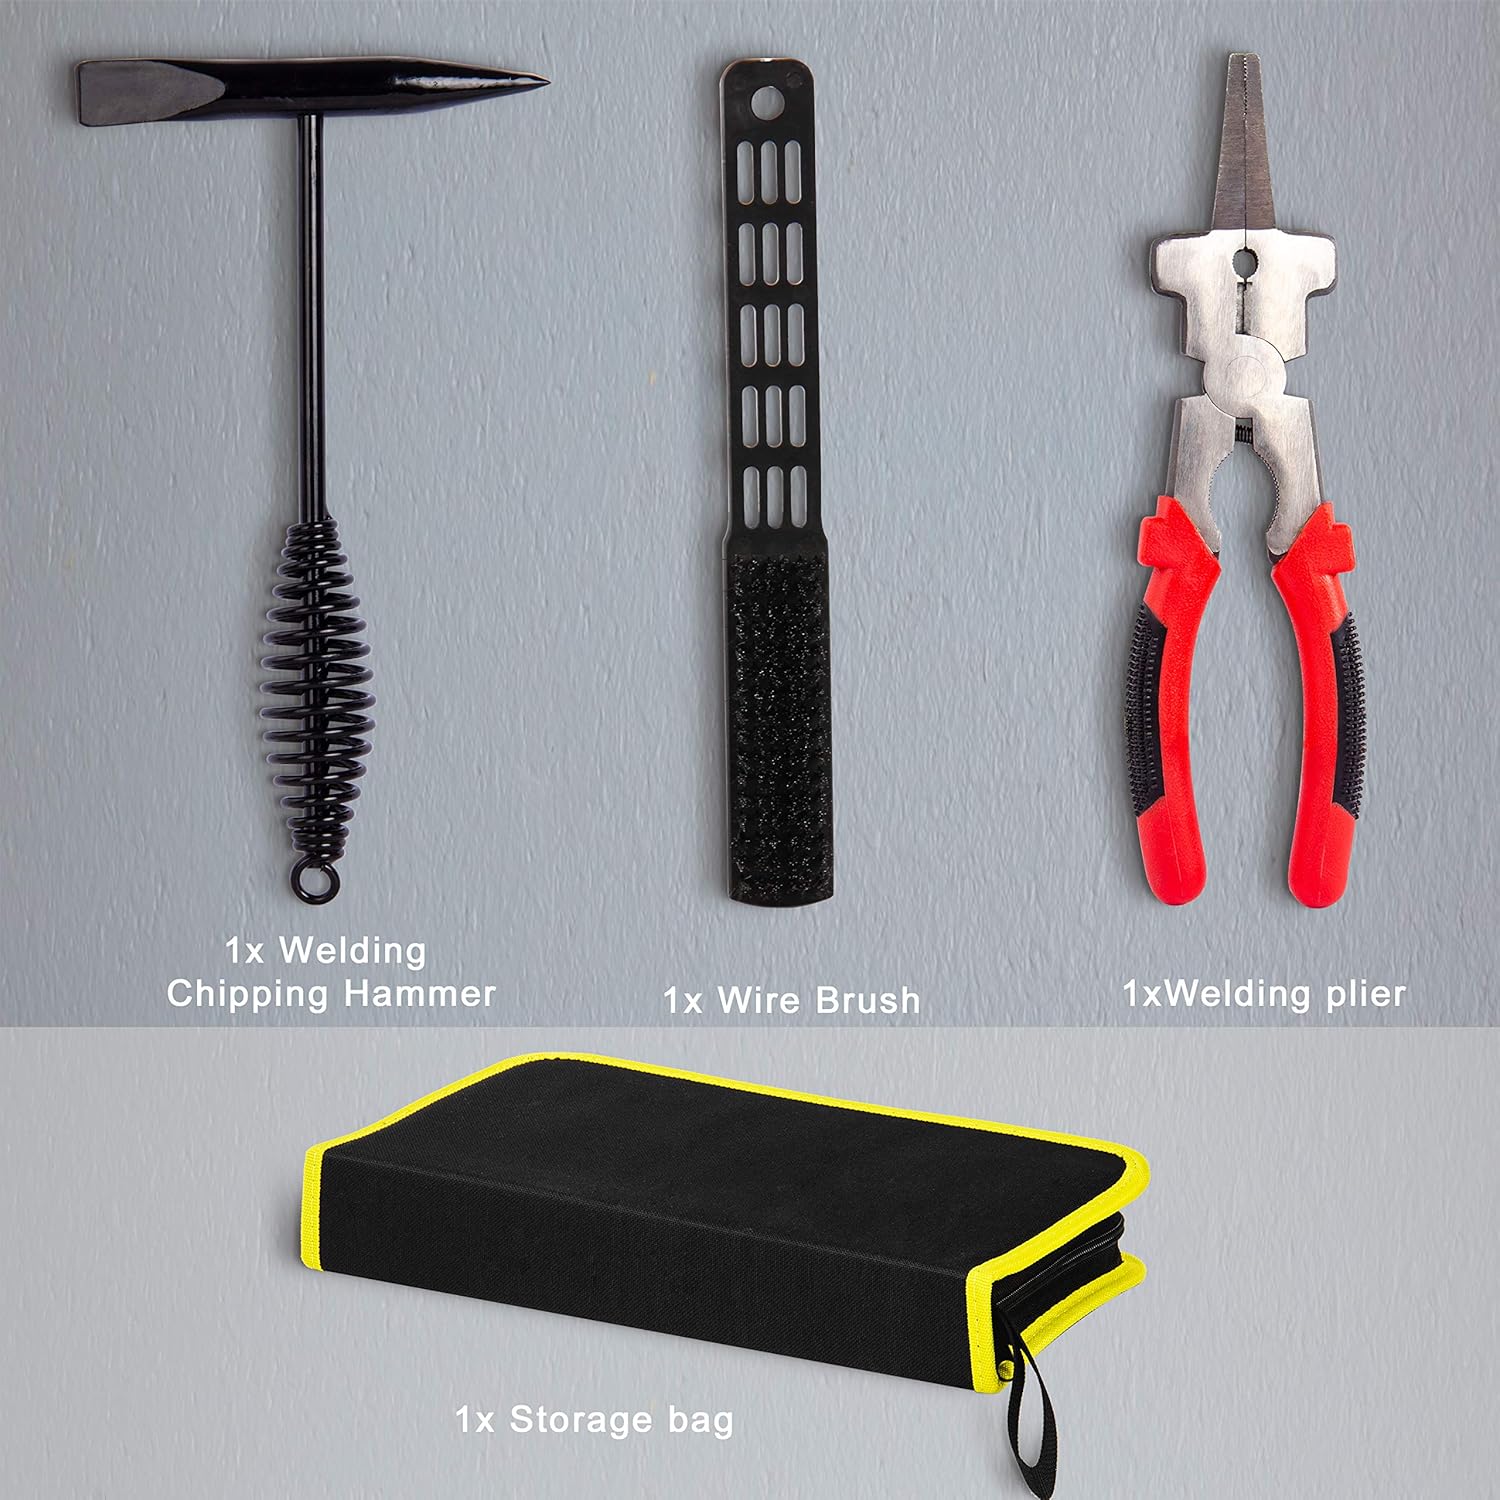 1x Welding
Chipping Hammer
1x Wire Brush
1xWelding plier
1x Storage bag